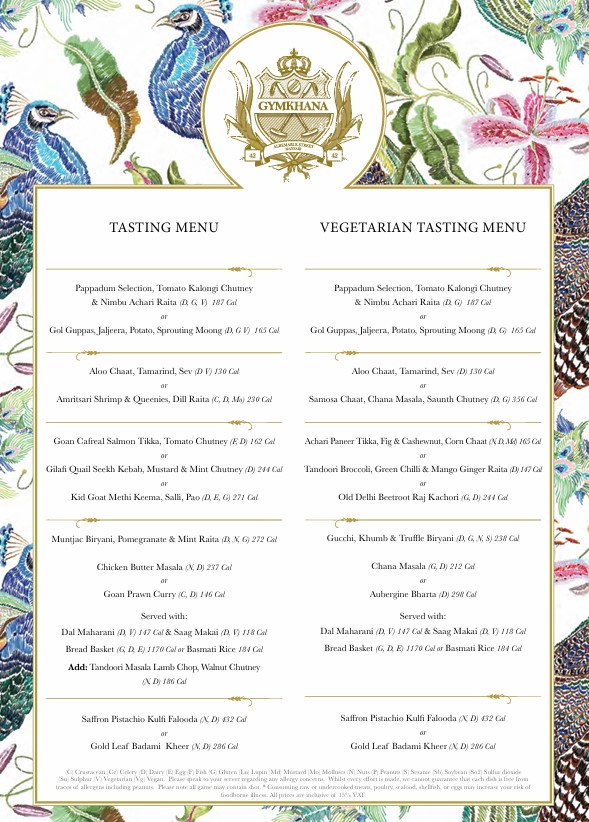 GYMKHANA
ALBEMARLE STREET
MAYFAIR
42 42
TASTING MENU
Pappadum Selection, Tomato Kalongi Chutney
& Nimbu Achari Raita (D, G, V) 187 Cal
or
Gol Guppas, Jaljeera, Potato, Sprouting Moong (D, G V) 165 Cal
Aloo Chaat, Tamarind, Sev (D V) 130 Cal
or
Amritsari Shrimp & Queenies, Dill Raita (C, D, Mo) 230 Cal
Goan Cafreal Salmon Tikka, Tomato Chutney (F, D) 162 Cal
or
Gilafi Quail Seekh Kebab, Mustard & Mint Chutney (D) 244 Cal
or
Kid Goat Methi Keema, Salli, Pao (D, E, G) 271 Cal
Muntjac Biryani, Pomegranate & Mint Raita (D, N, G) 272 Cal
Chicken Butter Masala (N, D) 237 Cal
or
Goan Prawn Curry (C, D) 146 Cal
Served with:
Dal Maharani (D, V) 147 Cal & Saag Makai (D, V) 118 Cal
Bread Basket (G, D, E) 1170 Cal or Basmati Rice 184 Cal
Add: Tandoori Masala Lamb Chop, Walnut Chutney
(N, D) 186 Cal
Saffron Pistachio Kulfi Falooda (N, D) 432 Cal
or
Gold Leaf Badami Kheer (N, D) 286 Cal
VEGETARIAN TASTING MENU
Pappadum Selection, Tomato Kalongi Chutney
& Nimbu Achari Raita (D, G) 187 Cal
or
Gol Guppas, Jaljeera, Potato, Sprouting Moong (D, G) 165 Cal
Aloo Chaat, Tamarind, Sev (D) 130 Cal
or
Samosa Chaat, Chana Masala, Saunth Chutney (D, G) 356 Cal
Achari Paneer Tikka, Fig & Cashewnut, Corn Chaat (N, D, Md) 165 Cal
or
Tandoori Broccoli, Green Chilli & Mango Ginger Raita (D) 147 Cal
or
Old Delhi Beetroot Raj Kachori (G, D) 244 Cal
Gucchi, Khumb & Truffle Biryani (D, G, N, S) 238 Cal
Chana Masala (G, D) 212 Cal
or
Aubergine Bharta (D) 298 Cal
Served with:
Dal Maharani (D, V) 147 Cal & Saag Makai (D, V) 118 Cal
Bread Basket (G, D, E) 1170 Cal or Basmati Rice 184 Cal
Saffron Pistachio Kulfi Falooda (N, D) 432 Cal
or
Gold Leaf Badami Kheer (N, D) 286 Cal
(C) Crustacean (Ce) Celery (D) Dairy (E) Egg (F) Fish (G) Gluten (Lu) Lupin (Md) Mustard (Mo) Molluscs (N) Nuts (P) Peanuts (S) Sesame (Sb) Soybean (So2) Sulfur dioxide
(Su) Sulphur (V) Vegetarian (Vg) Vegan. Please speak to your server regarding any allergy concerns. Whilst every effort is made, we cannot guarantee that each dish is free from
traces of allergens including peanuts. Please note all game may contain shot. * Consuming raw or undercooked meats, poultry, seafood, shellfish, or eggs may increase your risk of
foodborne illness. All prices are inclusive of 15% VAT.